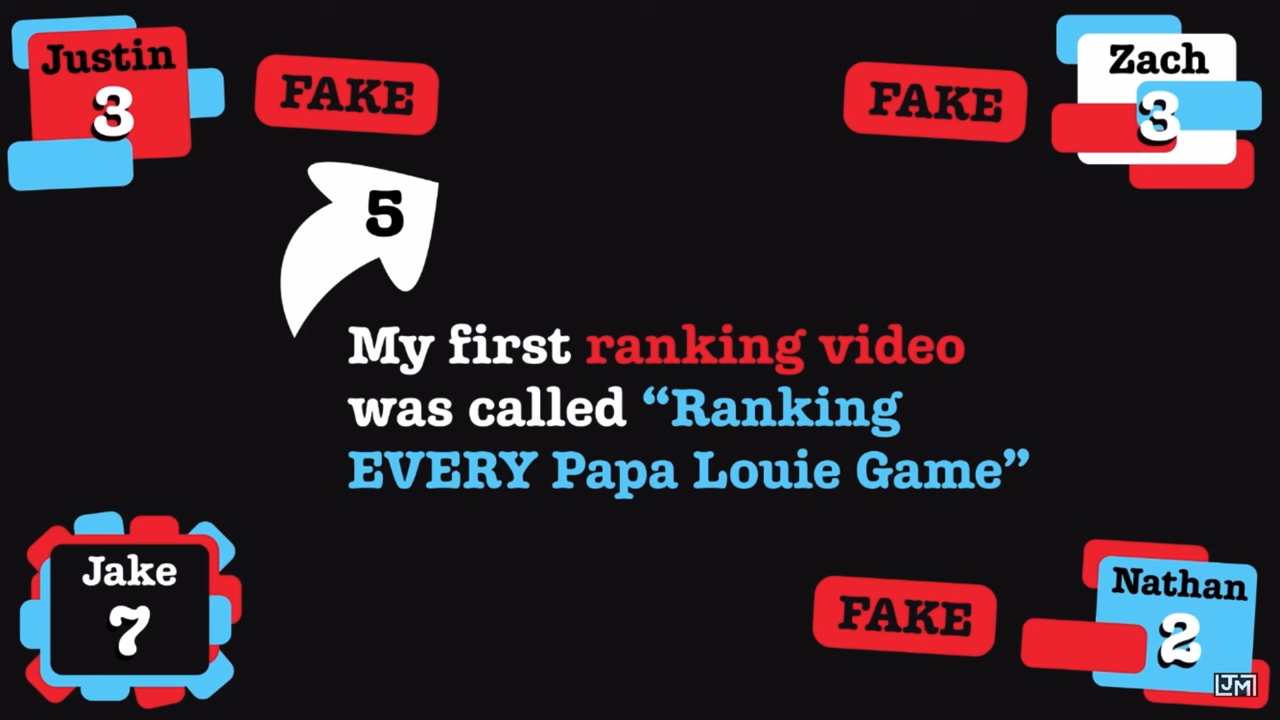 Justin
3
FAKE
FAKE
Zach
3
5
My first ranking video
was called “Ranking
EVERY Papa Louie Game”
Jake
7
FAKE
Nathan
2
JM